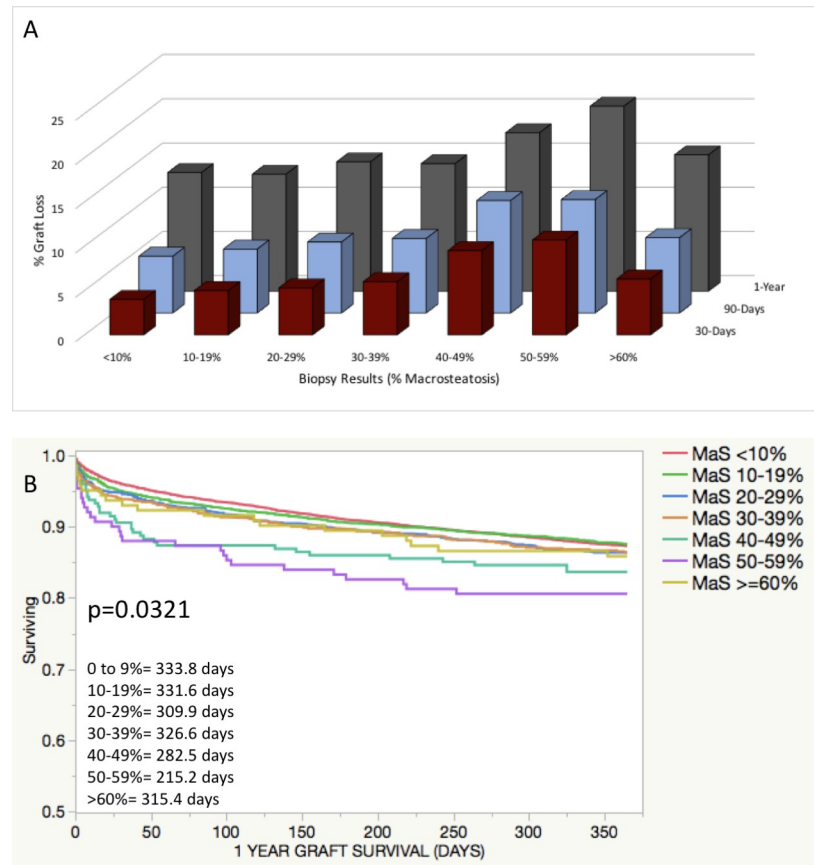 A
25
20
15
10
5
0
% Graft Loss
1-Year
90-Days
30-Days
<10%
10-19%
20-29%
30-39%
40-49%
50-59%
>60%
Biopsy Results (% Macrosteatosis)
B
1.0
0.9
0.8
0.7
0.6
0.5
Surviving
p=0.0321
0 to 9%= 333.8 days
10-19%= 331.6 days
20-29%= 309.9 days
30-39%= 326.6 days
40-49%= 282.5 days
50-59%= 215.2 days
>60%= 315.4 days
0
50
100
150
200
250
300
350
1 YEAR GRAFT SURVIVAL (DAYS)
MaS <10%
MaS 10-19%
MaS 20-29%
MaS 30-39%
MaS 40-49%
MaS 50-59%
MaS >=60%